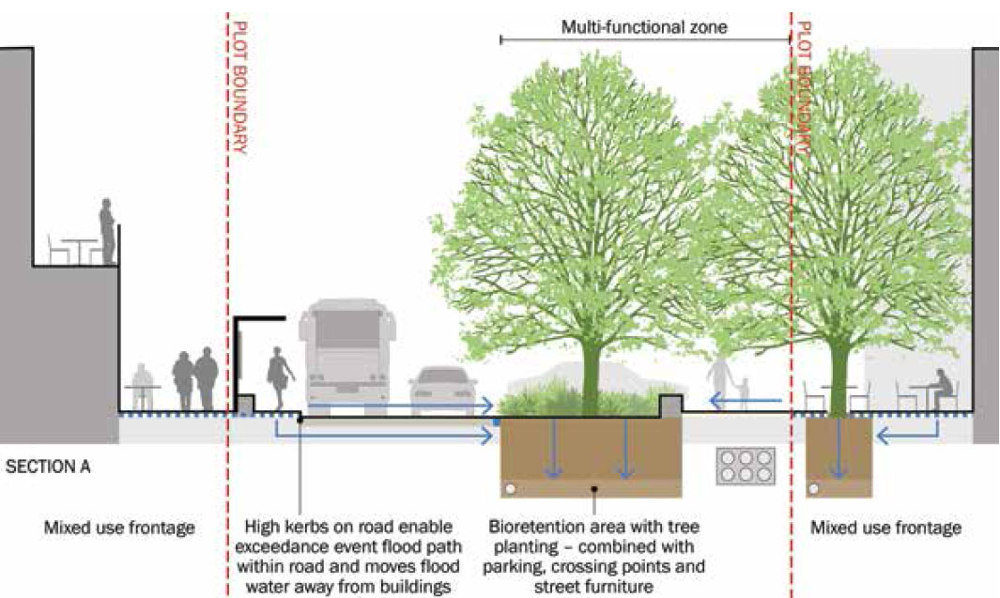 Multi-functional zone
PLOT BOUNDARY
PLOT BOUNDARY
SECTION A
Mixed use frontage
High kerbs on road enable
exceedance event flood path
within road and moves flood
water away from buildings
Bioretention area with tree
planting – combined with
parking, crossing points and
street furniture
Mixed use frontage